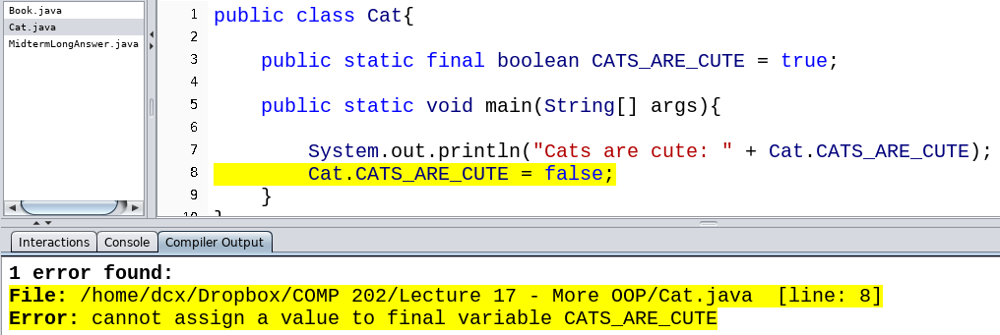 Book.java
Cat.java
MidtermLongAnswer.java
1 public class Cat{
2
3 public static final boolean CATS_ARE_CUTE = true;
4
5 public static void main(String[] args){
6
7 System.out.println("Cats are cute: " + Cat.CATS_ARE_CUTE);
8 Cat.CATS_ARE_CUTE = false;
9 }
10 }
Interactions Console Compiler Output
1 error found:
File: /home/dcx/Dropbox/COMP 202/Lecture 17 - More OOP/Cat.java [line: 8]
Error: cannot assign a value to final variable CATS_ARE_CUTE